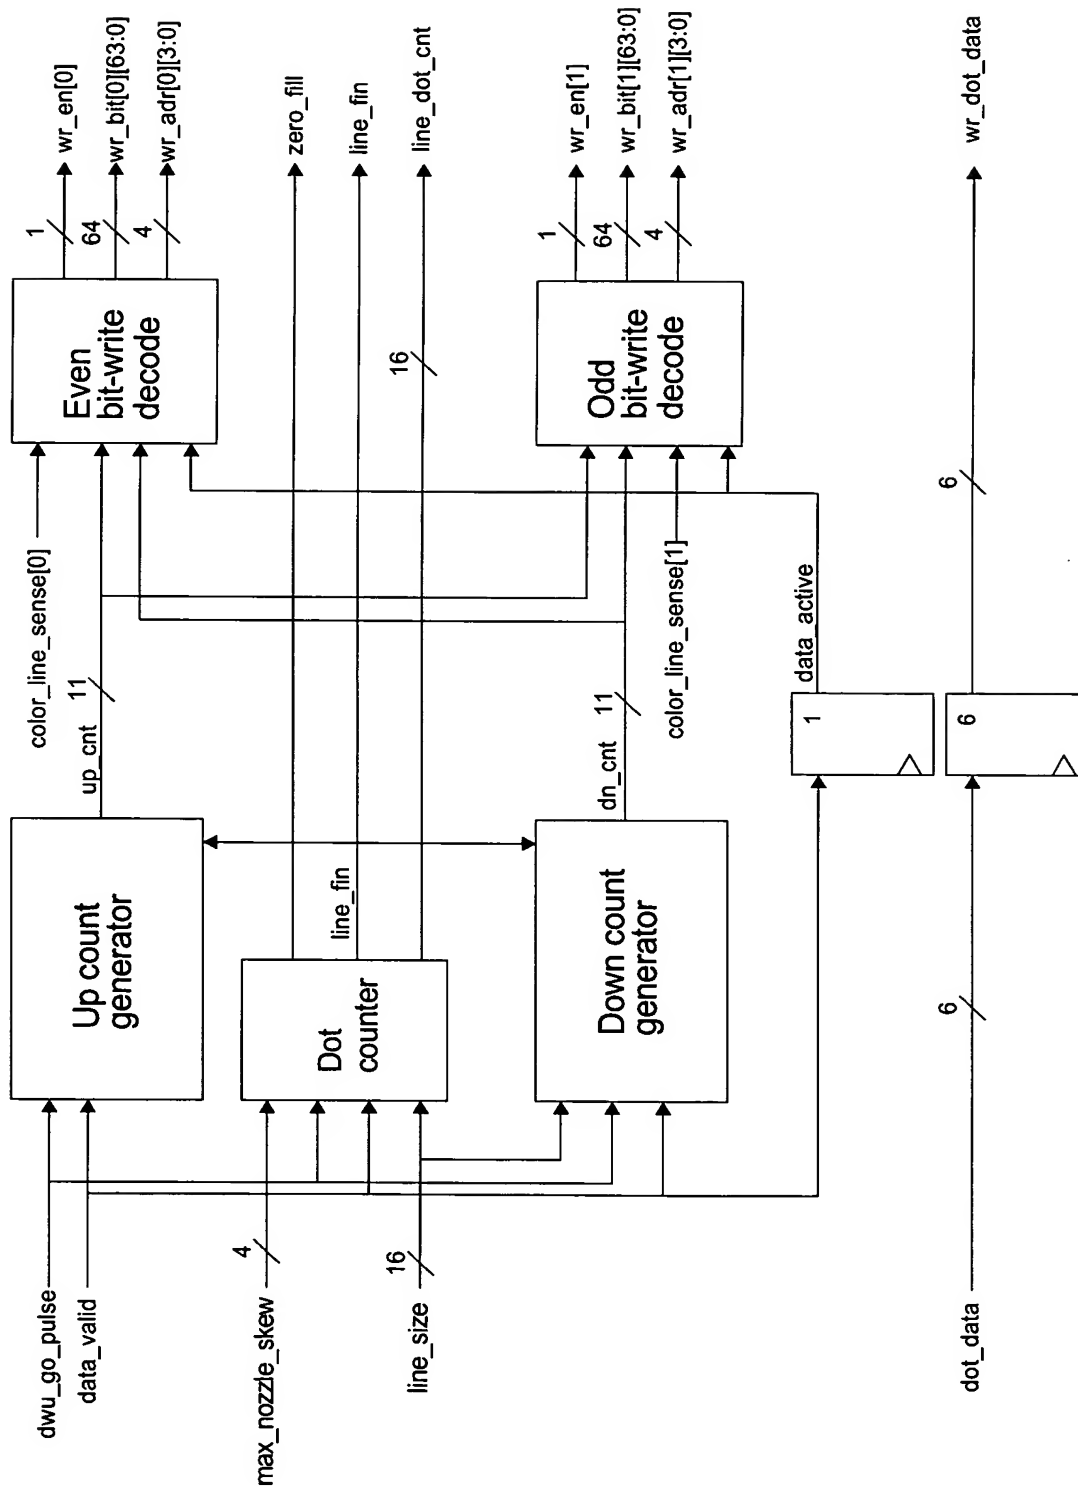 dwu_go_pulse
data_valid
max_nozzle_skew
4
line_size
16
dot_data
6
Up count
generator
Dot
counter
Down count
generator
up_cnt
11
line_fin
dn_cnt
11
1
6
color_line_sense[0]
color_line_sense[1]
data_active
Even
bit-write
decode
Odd
bit-write
decode
16
6
1
64
4
1
64
4
wr_en[0]
wr_bit[0][63:0]
wr_adr[0][3:0]
zero_fill
line_fin
line_dot_cnt
wr_en[1]
wr_bit[1][63:0]
wr_adr[1][3:0]
wr_dot_data